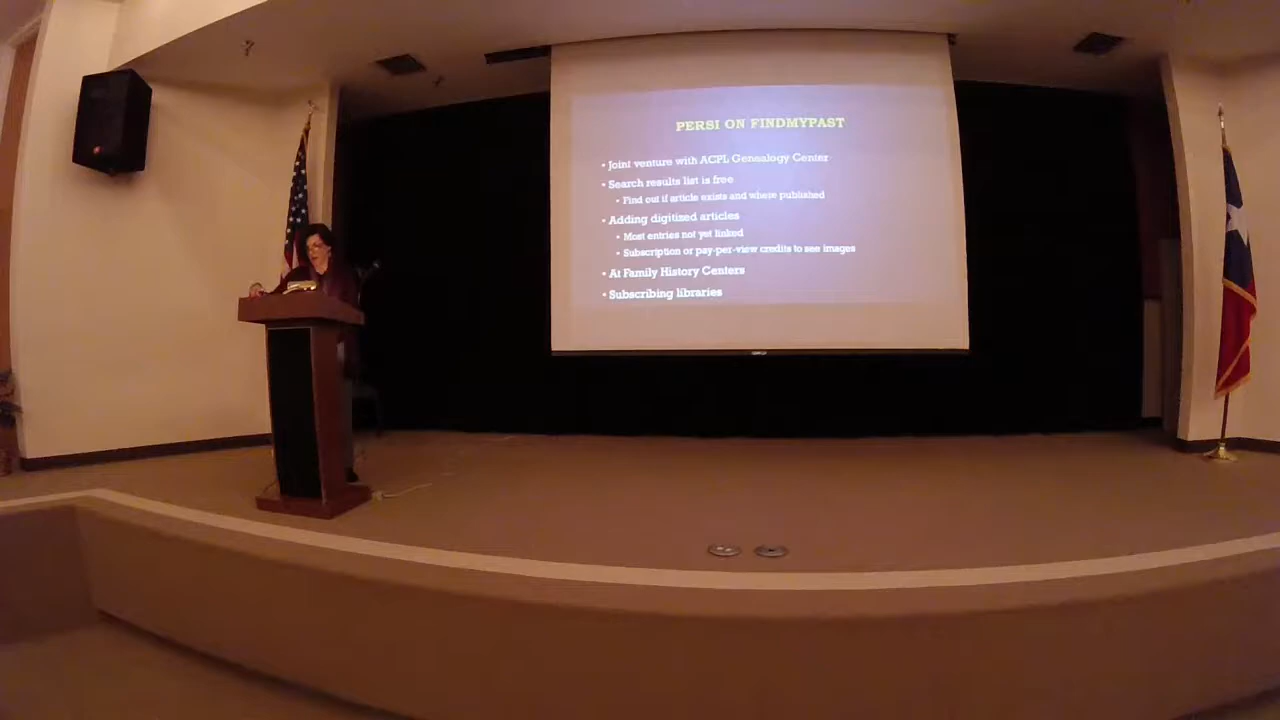 PERSI ON FINDMYPAST
• Joint venture with ACPL Genealogy Center
• Search results list is free
• Find out if article exists and where published
• Adding digitized articles
• Most entries not yet linked
• Subscription or pay-per-view credits to see images
• At Family History Centers
• Subscribing libraries